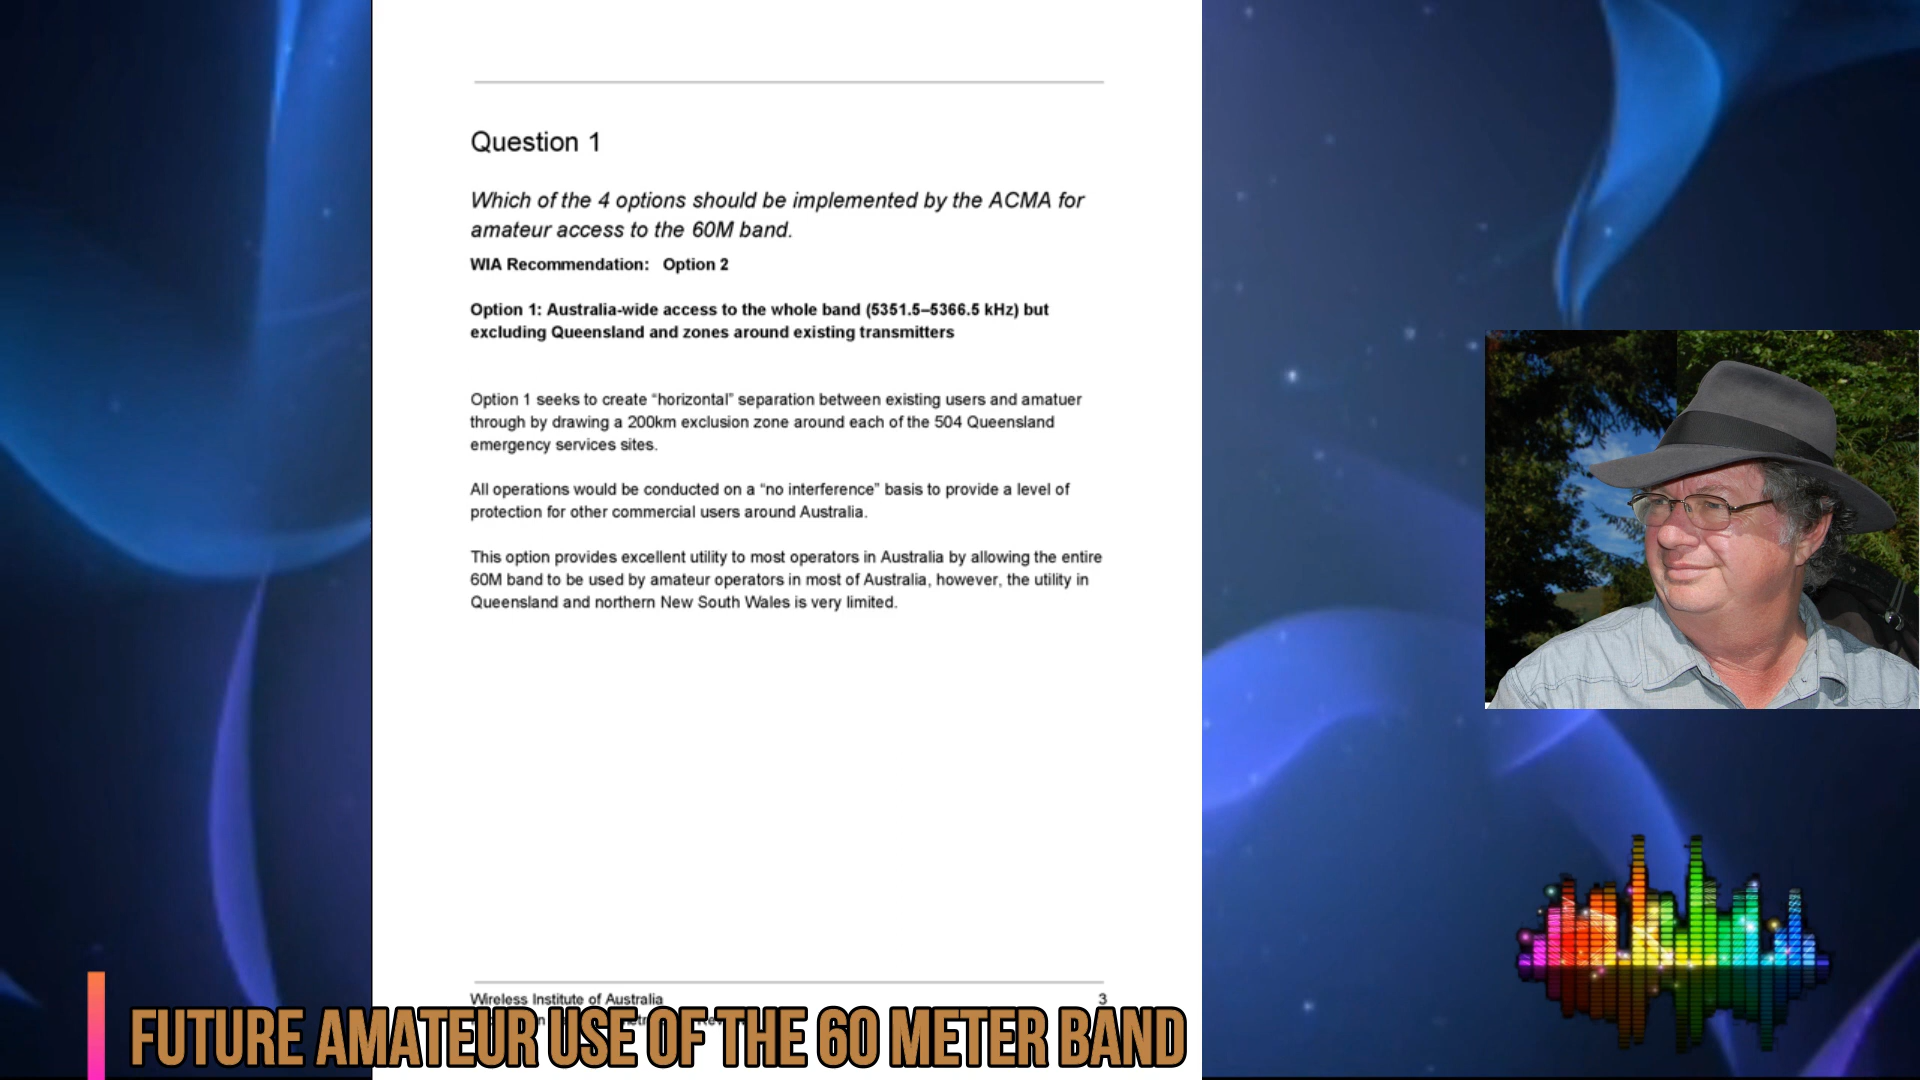 Question 1
Which of the 4 options should be implemented by the ACMA for
amateur access to the 60M band.
WIA Recommendation: Option 2
Option 1: Australia-wide access to the whole band (5351.5–5366.5 kHz) but
excluding Queensland and zones around existing transmitters
Option 1 seeks to create “horizontal” separation between existing users and amatuer
through by drawing a 200km exclusion zone around each of the 504 Queensland
emergency services sites.
All operations would be conducted on a “no interference” basis to provide a level of
protection for other commercial users around Australia.
This option provides excellent utility to most operators in Australia by allowing the entire
60M band to be used by amateur operators in most of Australia, however, the utility in
Queensland and northern New South Wales is very limited.
Wireless Institute of Australia 3
FUTURE AMATEUR USE OF THE 60 METER BAND